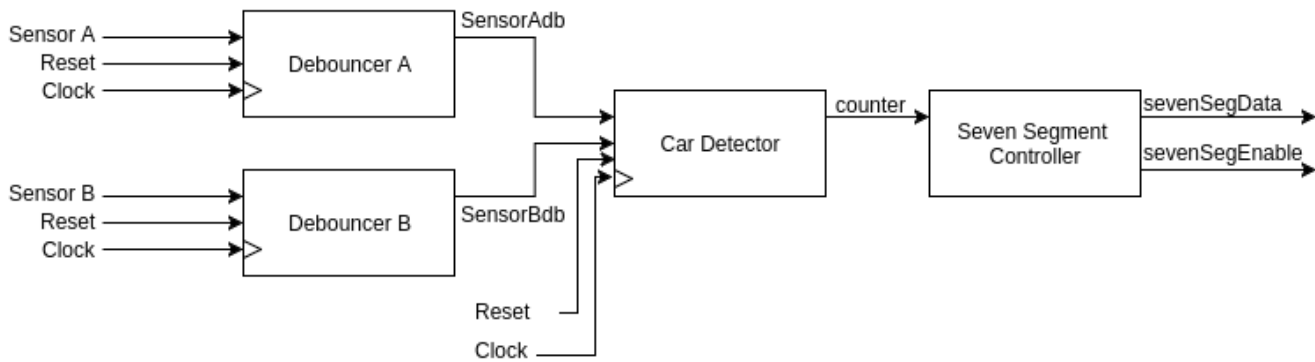 Sensor A
Reset
Clock
Debouncer A
SensorAdb
Sensor B
Reset
Clock
Debouncer B
SensorBdb
Reset
Clock
Car Detector
counter
Seven Segment
Controller
sevenSegData
sevenSegEnable